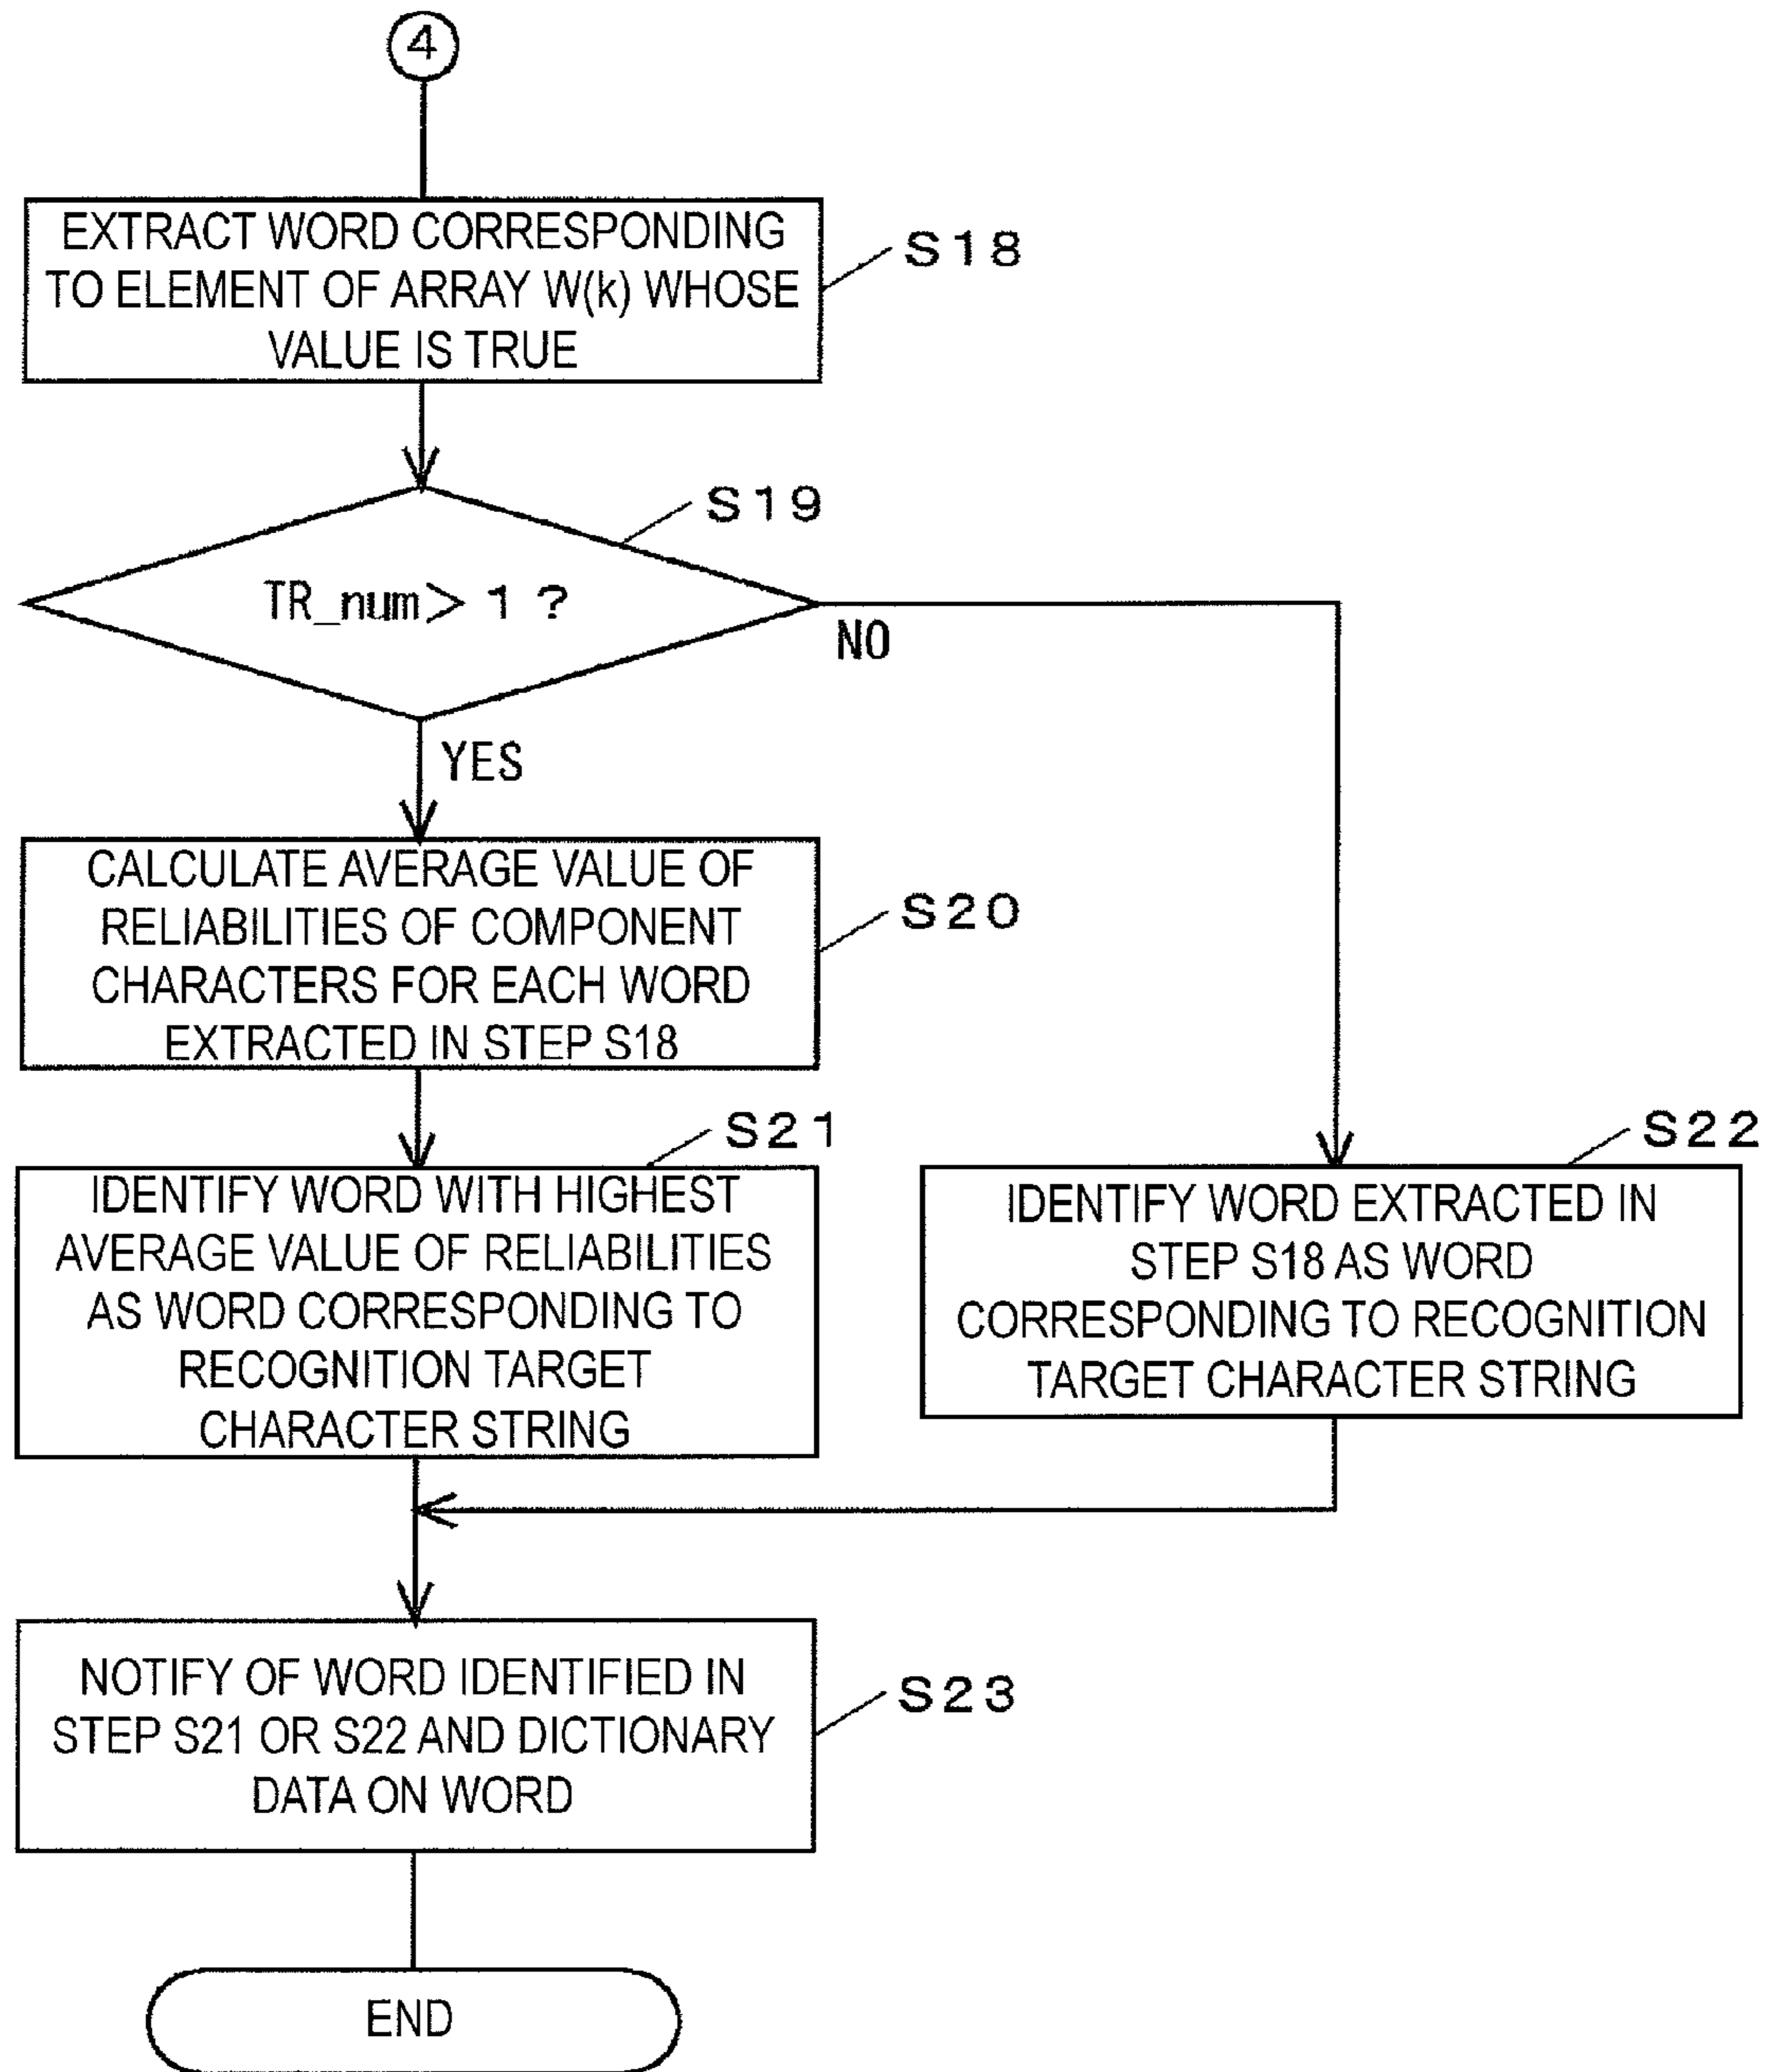 4
EXTRACT WORD CORRESPONDING
TO ELEMENT OF ARRAY W(k) WHOSE
VALUE IS TRUE
S18
S19
TR_num> 1 ?
NO
YES
CALCULATE AVERAGE VALUE OF
RELIABILITIES OF COMPONENT
CHARACTERS FOR EACH WORD
EXTRACTED IN STEP S18
S20
S21
IDENTIFY WORD WITH HIGHEST
AVERAGE VALUE OF RELIABILITIES
AS WORD CORRESPONDING TO
RECOGNITION TARGET
CHARACTER STRING
S22
IDENTIFY WORD EXTRACTED IN
STEP S18 AS WORD
CORRESPONDING TO RECOGNITION
TARGET CHARACTER STRING
NOTIFY OF WORD IDENTIFIED IN
STEP S21 OR S22 AND DICTIONARY
DATA ON WORD
S23
END